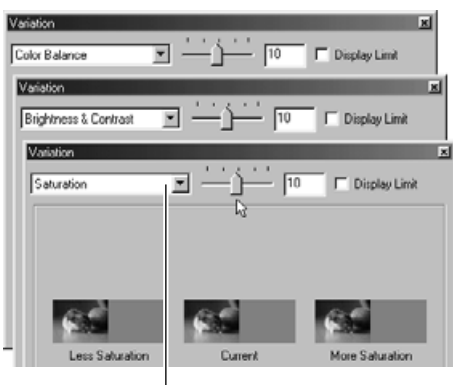 Variation
Color Balance 10 Display Limit
Variation
Brightness & Contrast 10 Display Limit
Variation
Saturation 10 Display Limit
Less Saturation Current More Saturation